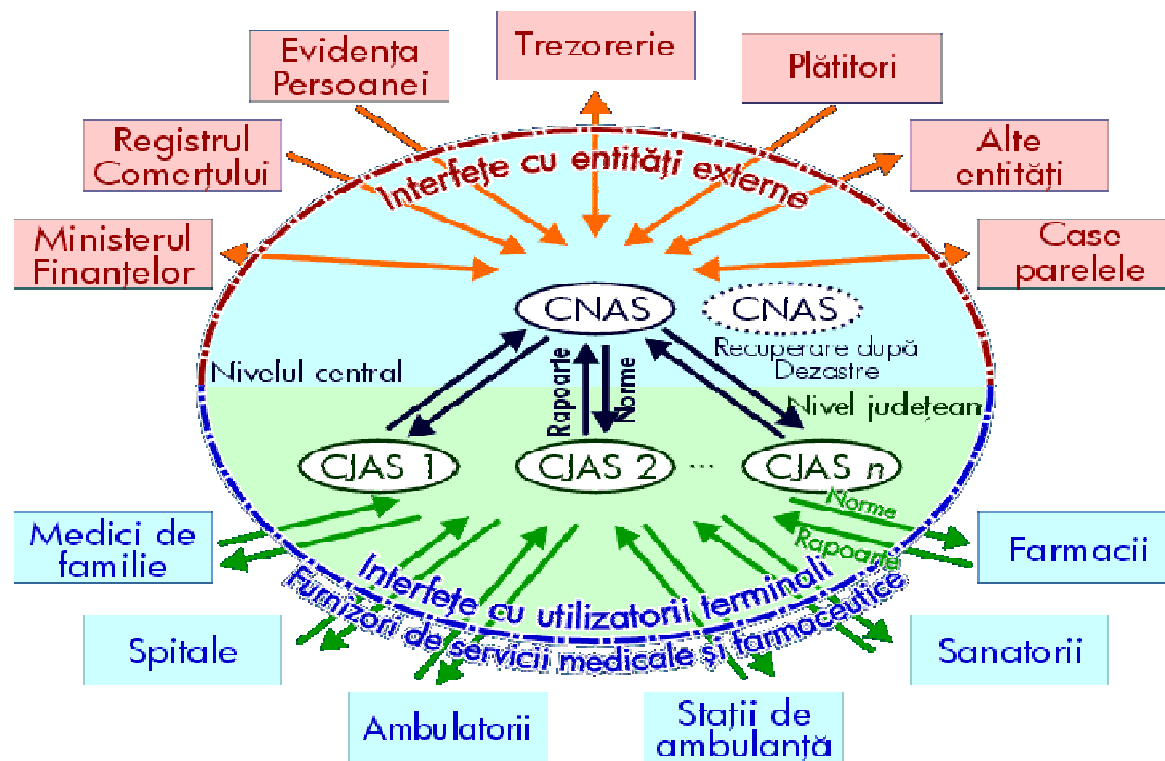 Trezorerie
Evidența
Persoanei
Plătitori
Registrul
Comerțului
Alte
entități
Interfețe cu entități externe
Ministerul
Finanțelor
Case
parelele
CNAS
CNAS
Recuperare după
Dezastre
Nivelul central
Rapoarte
Norme
Nivel județean
CJAS 1
CJAS 2
...
CJAS n
Norme
Rapoarte
Medici de
familie
Farmacii
Interfețe cu utilizatorii terminali
Furnizori de servicii medicale și farmoceutice
Spitale
Sanatorii
Ambulatorii
Stații de
ambulanță